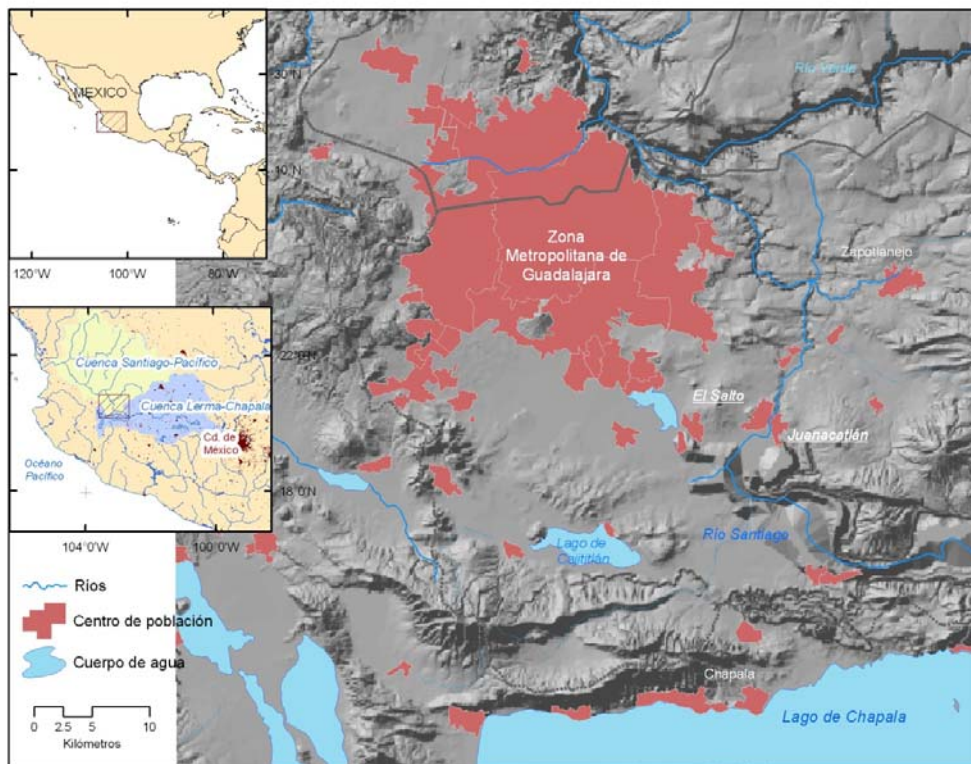 MEXICO
30°N
10°N
120°W
100°W
80°W
Cuenca Santiago-Pacífico
Cuenca Lerma-Chapala
Cd. de
México
Océano
Pacífico
22°0'N
18°0'N
104°0'W
100°0'W
Ríos
Centro de población
Cuerpo de agua
0 2.5 5 10
Kilómetros
Río Verde
Zona
Metropolitana de
Guadalajara
Zapotlanejo
El Salto
Juanacatlán
Río Santiago
Lago de
Cajititlán
Chapala
Lago de Chapala